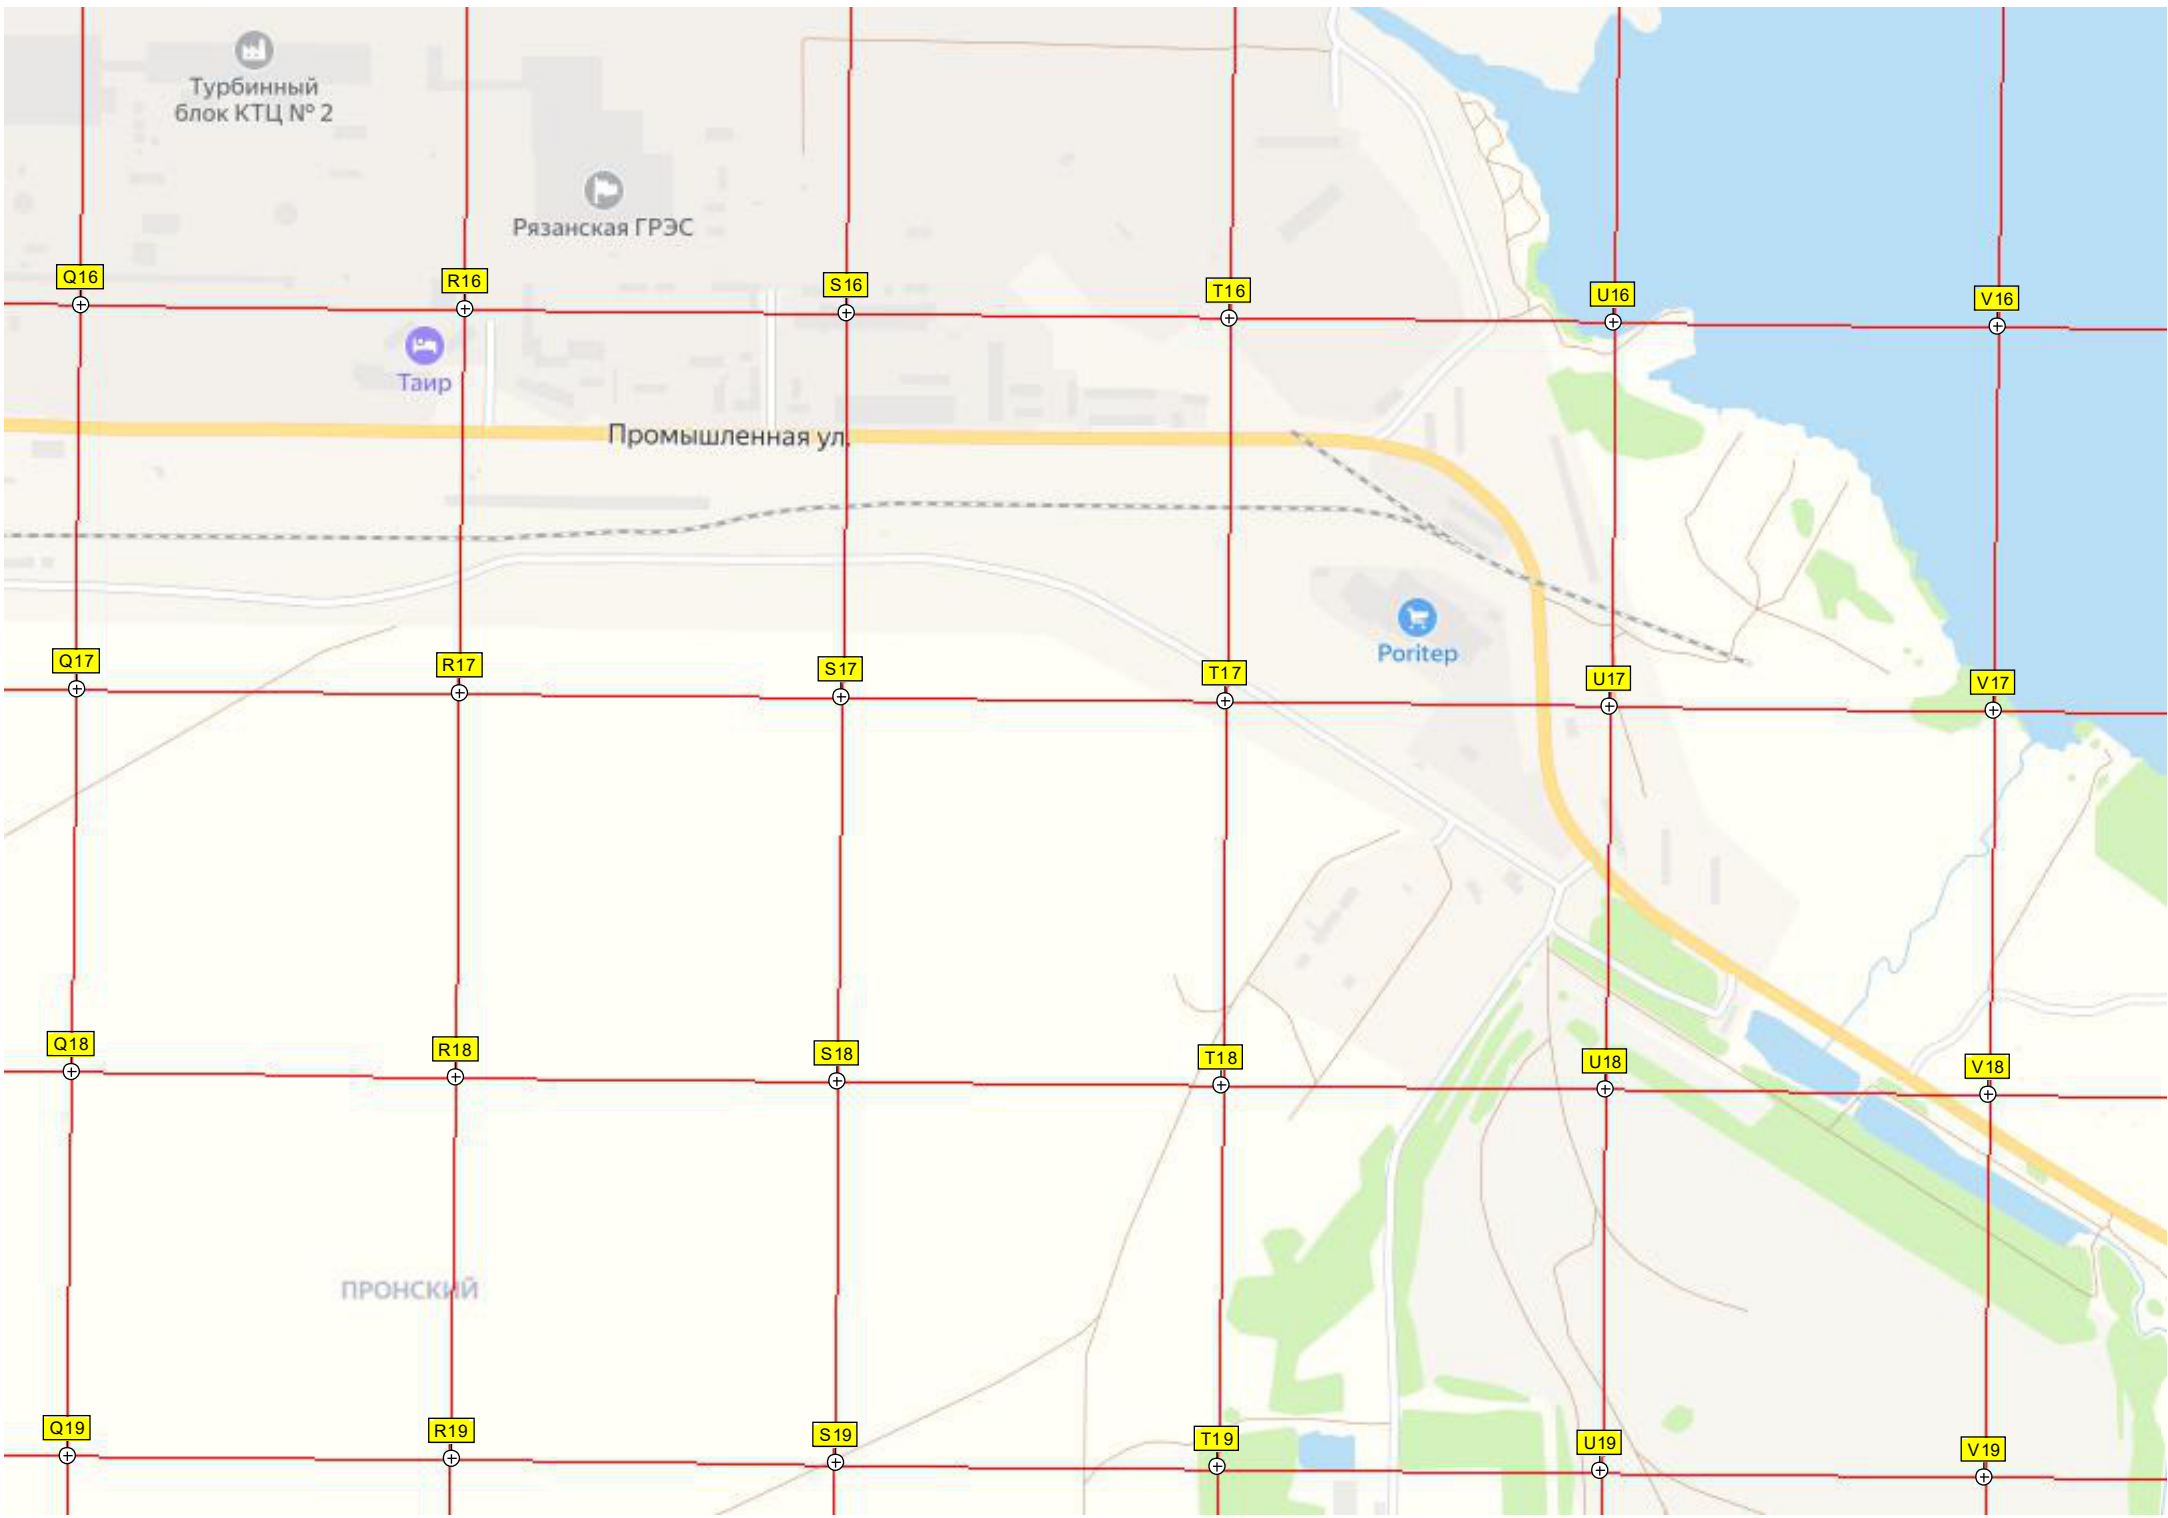 Турбинный
блок КТЦ № 2
Рязанская ГРЭС
Q16
R16
S16
T16
U16
V16
Таир
Промышленная ул.
Poritep
Q17
R17
S17
T17
U17
V17
Q18
R18
S18
T18
U18
V18
ПРОНСКИЙ
Q19
R19
S19
T19
U19
V19